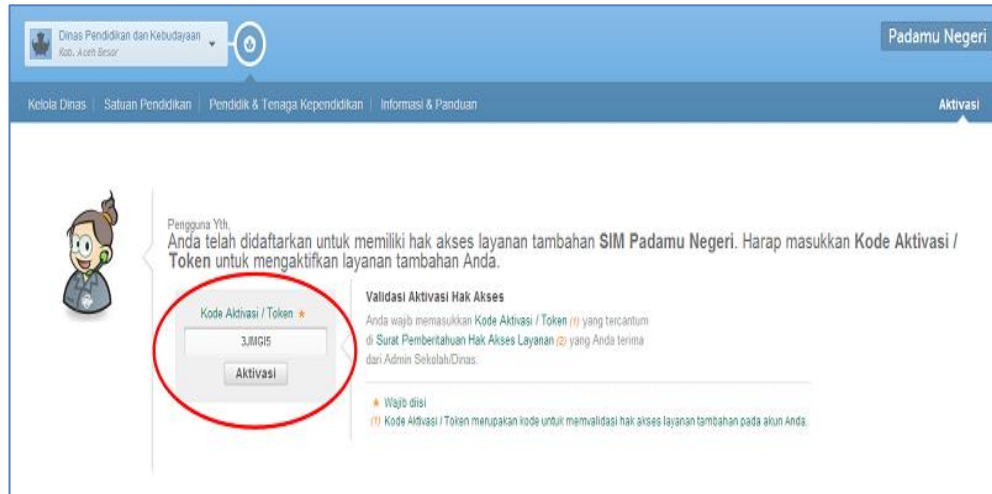 Dinas Pendidikan dan Kebudayaan
Kab. Aceh Besar
Padamu Negeri
Kelola Dinas | Satuan Pendidikan | Pendidik & Tenaga Kependidikan | Informasi & Panduan
Aktivasi
Pengguna Yth,
Anda telah didaftarkan untuk memiliki hak akses layanan tambahan SIM Padamu Negeri. Harap masukkan Kode Aktivasi /
Token untuk mengaktifkan layanan tambahan Anda.
Kode Aktivasi / Token *
3JMGI5
Aktivasi
Validasi Aktivasi Hak Akses
Anda wajib memasukkan Kode Aktivasi / Token (1) yang tercantum
di Surat Pemberitahuan Hak Akses Layanan (2) yang Anda terima
dari Admin Sekolah/Dinas.
* Wajib diisi
(1) Kode Aktivasi / Token merupakan kode untuk memvalidasi hak akses layanan tambahan pada akun Anda.